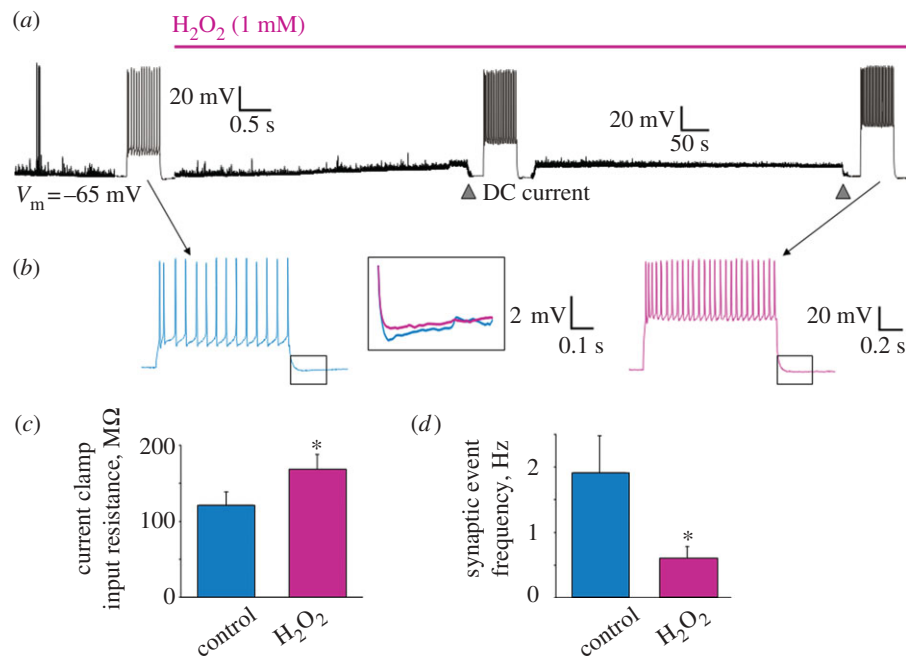 (a)
H₂O₂ (1 mM)
20 mV
0.5 s
20 mV
50 s
Vm = –65 mV
DC current
(b)
2 mV
0.1 s
20 mV
0.2 s
(c)
current clamp
input resistance, MΩ
200
100
0
*
control
H₂O₂
(d)
synaptic event
frequency, Hz
2
1
0
*
control
H₂O₂